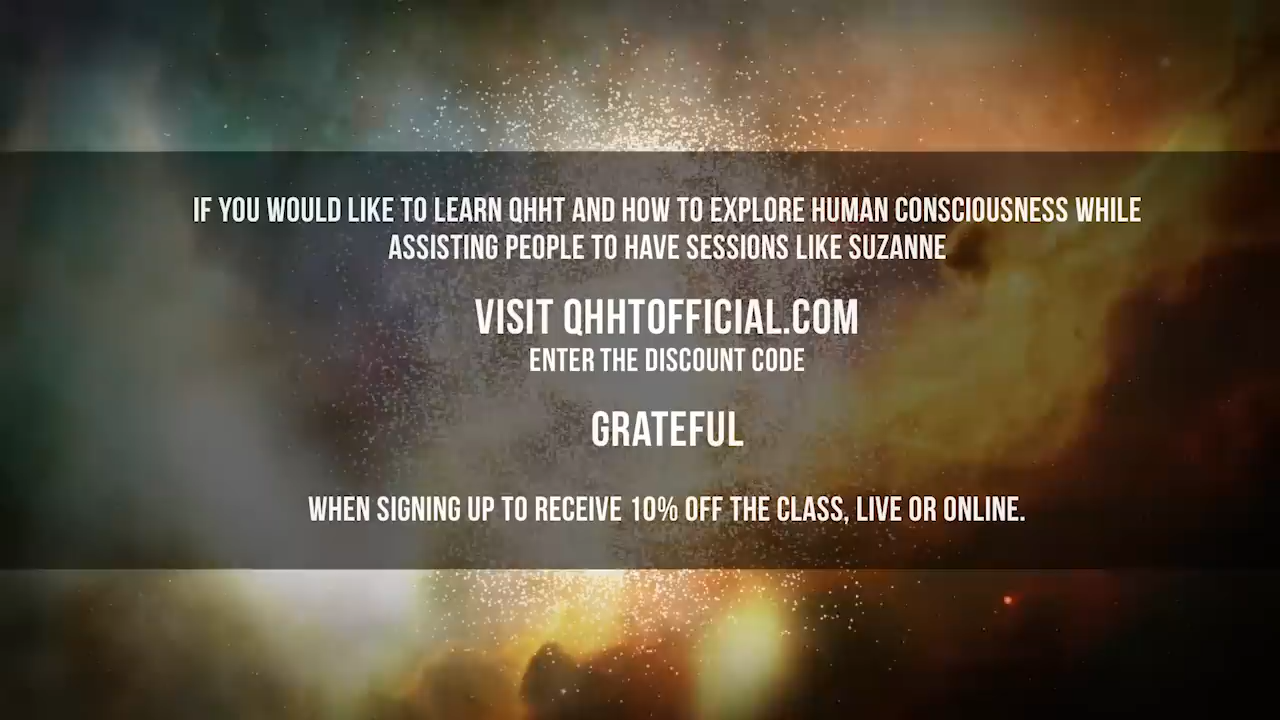 IF YOU WOULD LIKE TO LEARN QHHT AND HOW TO EXPLORE HUMAN CONSCIOUSNESS WHILE
ASSISTING PEOPLE TO HAVE SESSIONS LIKE SUZANNE
VISIT QHHTOFFICIAL.COM
ENTER THE DISCOUNT CODE
GRATEFUL
WHEN SIGNING UP TO RECEIVE 10% OFF THE CLASS, LIVE OR ONLINE.